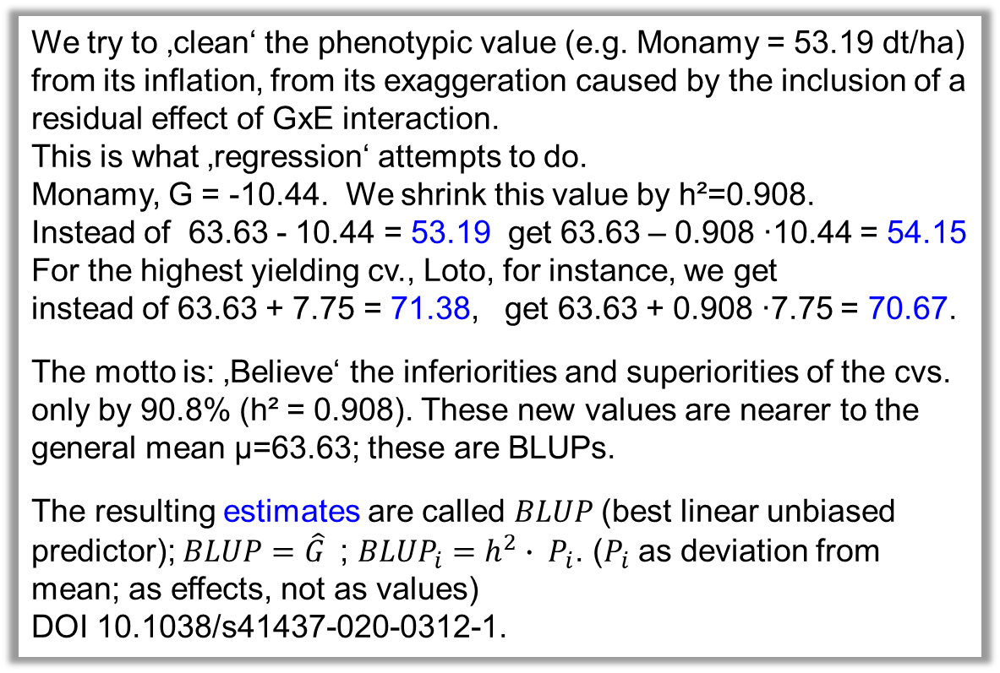 We try to ‚clean‘ the phenotypic value (e.g. Monamy = 53.19 dt/ha)
from its inflation, from its exaggeration caused by the inclusion of a
residual effect of GxE interaction.
This is what ‚regression‘ attempts to do.
Monamy, G = -10.44.  We shrink this value by h²=0.908.
Instead of  63.63 - 10.44 = 53.19  get 63.63 – 0.908 ·10.44 = 54.15
For the highest yielding cv., Loto, for instance, we get
instead of 63.63 + 7.75 = 71.38,   get 63.63 + 0.908 ·7.75 = 70.67.
The motto is: ‚Believe‘ the inferiorities and superiorities of the cvs.
only by 90.8% (h² = 0.908). These new values are nearer to the
general mean µ=63.63; these are BLUPs.
The resulting estimates are called 𝐵𝐿𝑈𝑃 (best linear unbiased
predictor); 𝐵𝐿𝑈𝑃 = Ĝ ; 𝐵𝐿𝑈𝑃ᵢ = ℎ² · 𝑃ᵢ. (𝑃ᵢ as deviation from
mean; as effects, not as values)
DOI 10.1038/s41437-020-0312-1.